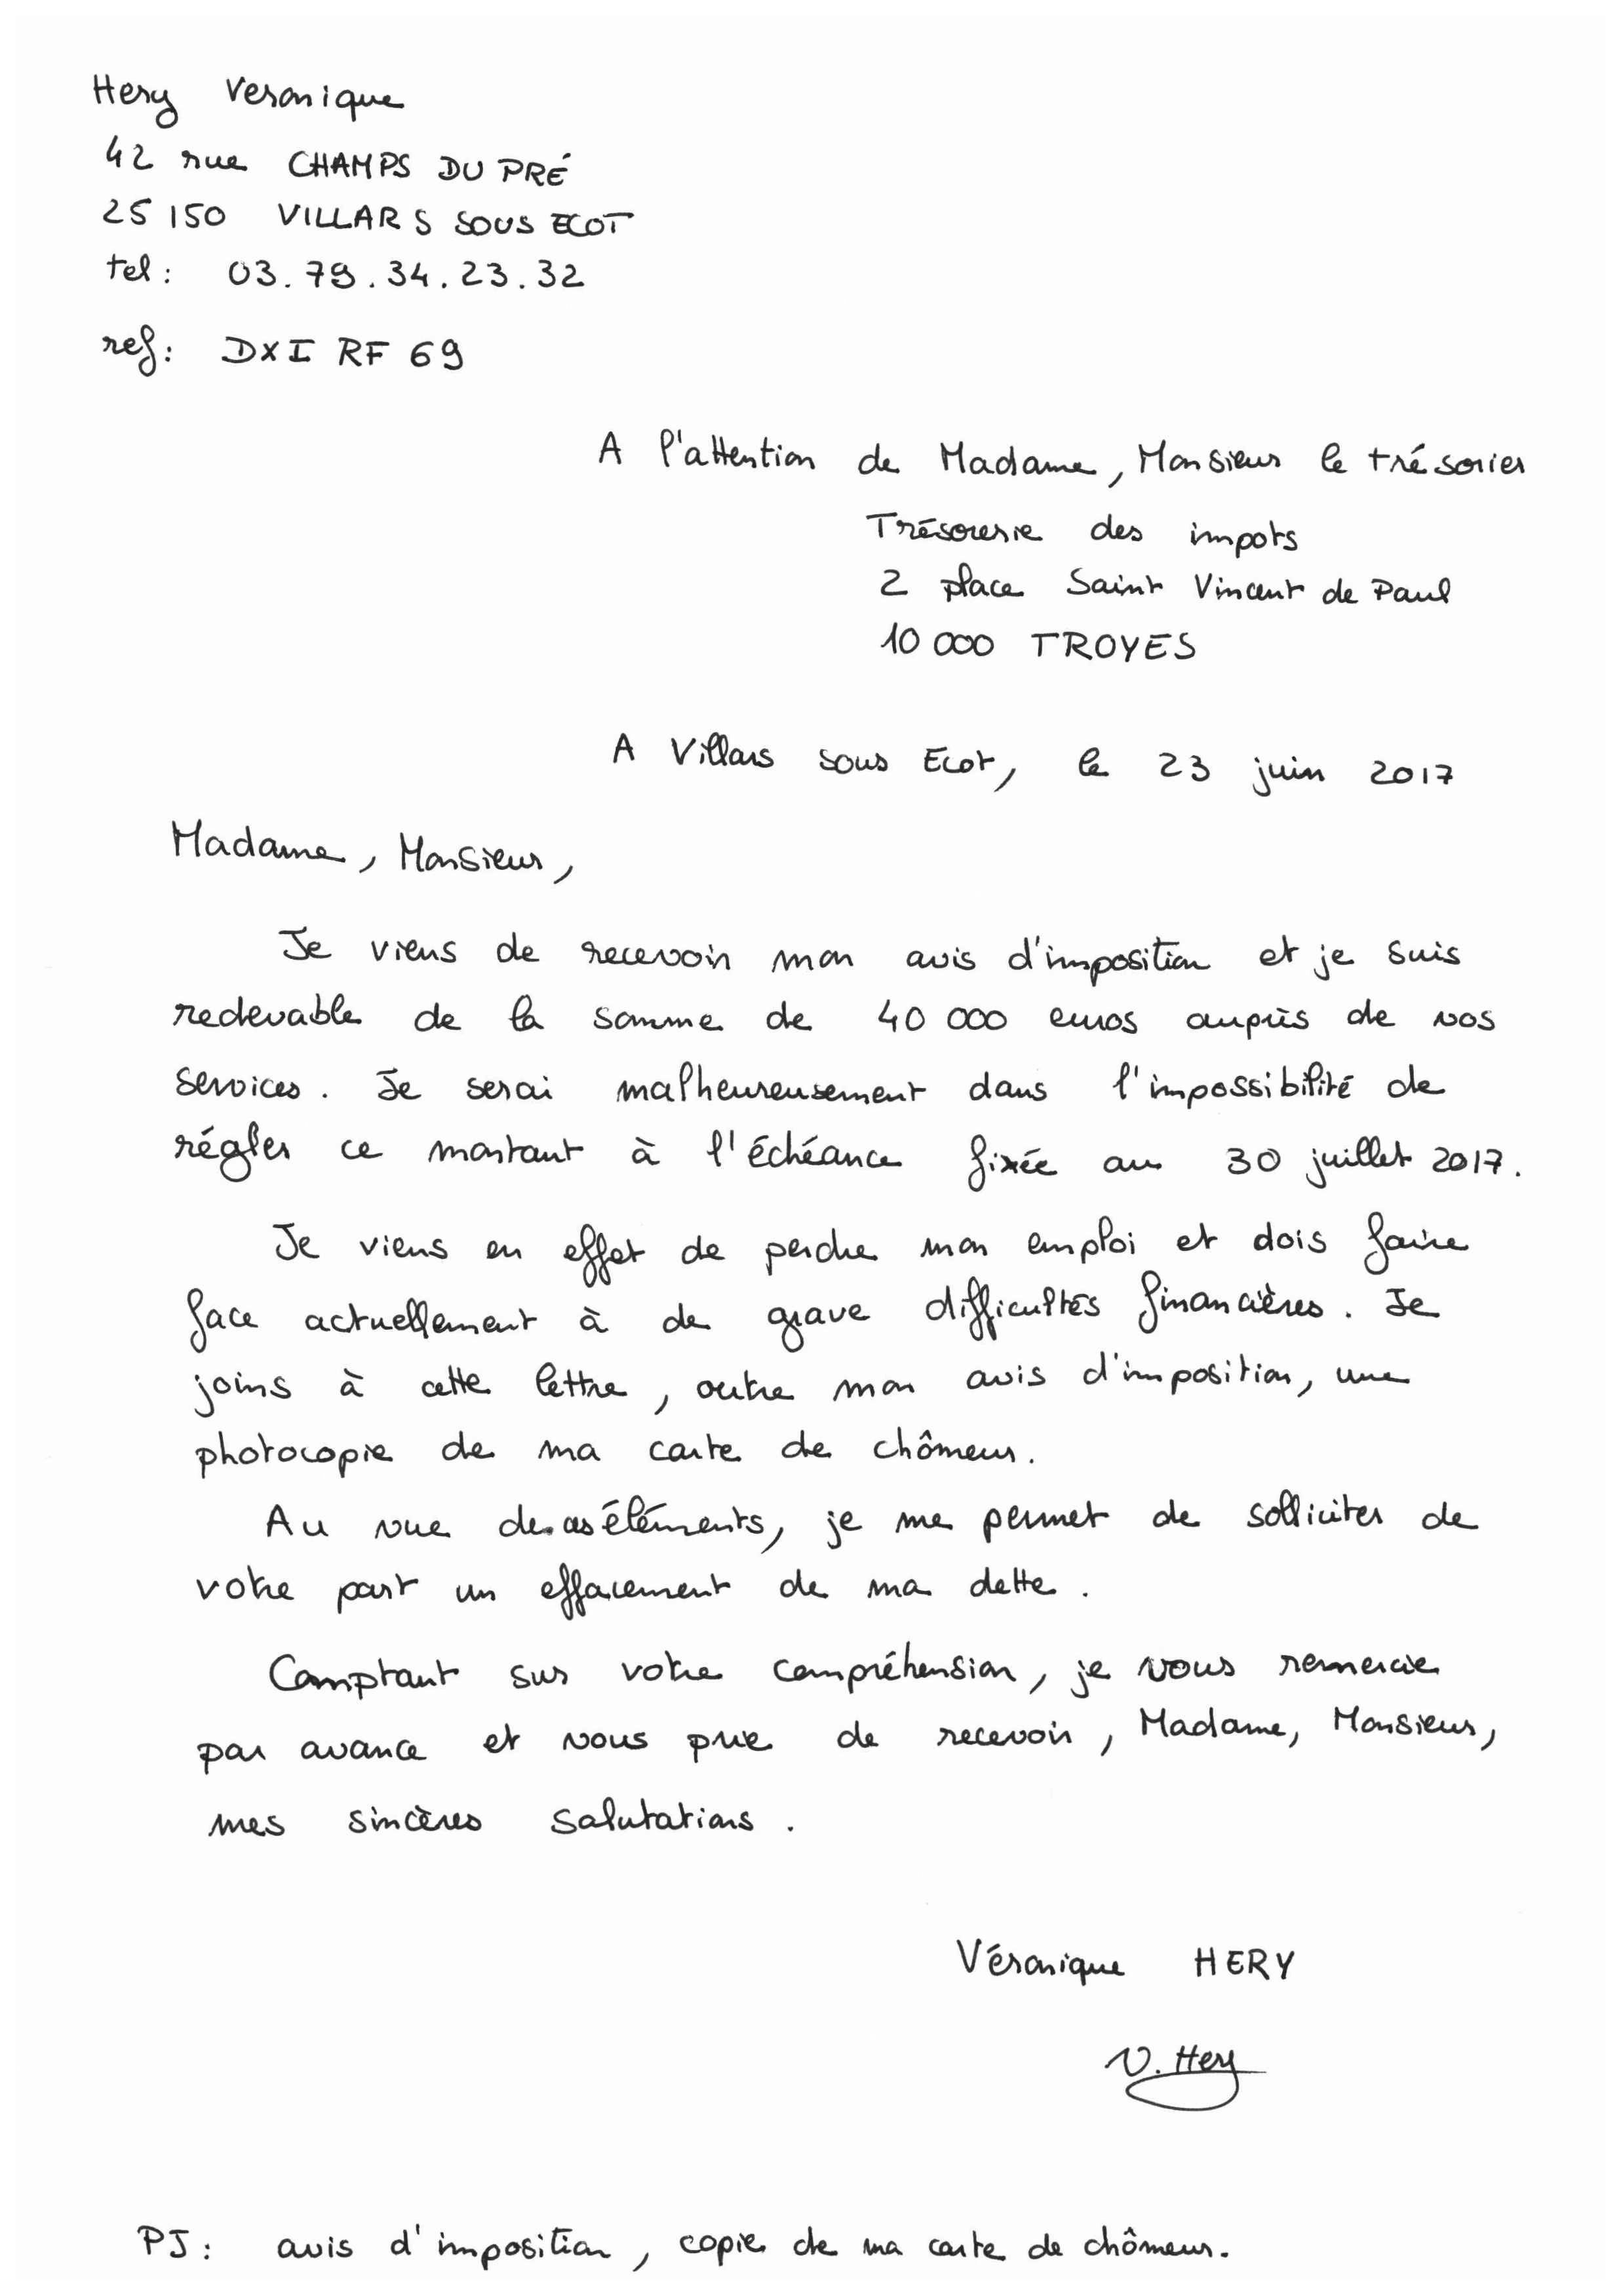 Hery Veronique
42 rue CHAMPS DU PRÉ
25 150 VILLARS SOUS ECOT
tel : 03.79.34.23.32
ref : DXI RF 69
A l'attention de Madame, Monsieur le trésorier
Trésorerie des impots
2 place Saint Vincent de Paul
10 000 TROYES
A Villars sous Ecot, le 23 juin 2017
Madame, Monsieur,
Je viens de recevoir mon avis d'imposition et je suis
redevable de la somme de 40 000 euros auprès de vos
services. Je serai malheureusement dans l'impossibilité de
régler ce montant à l'échéance fixée au 30 juillet 2017.
Je viens en effet de perdre mon emploi et dois faire
face actuellement à de grave difficultés financières. Je
joins à cette lettre, outre mon avis d'imposition, une
photocopie de ma carte de chômeur.
Au vue de ces éléments, je me permet de solliciter de
votre part un effacement de ma dette.
Comptant sur votre compréhension, je vous remercie
par avance et vous prie de recevoir, Madame, Monsieur,
mes sincères salutations.
Véronique HERY
V. Hery
PJ : avis d'imposition, copie de ma carte de chômeur.